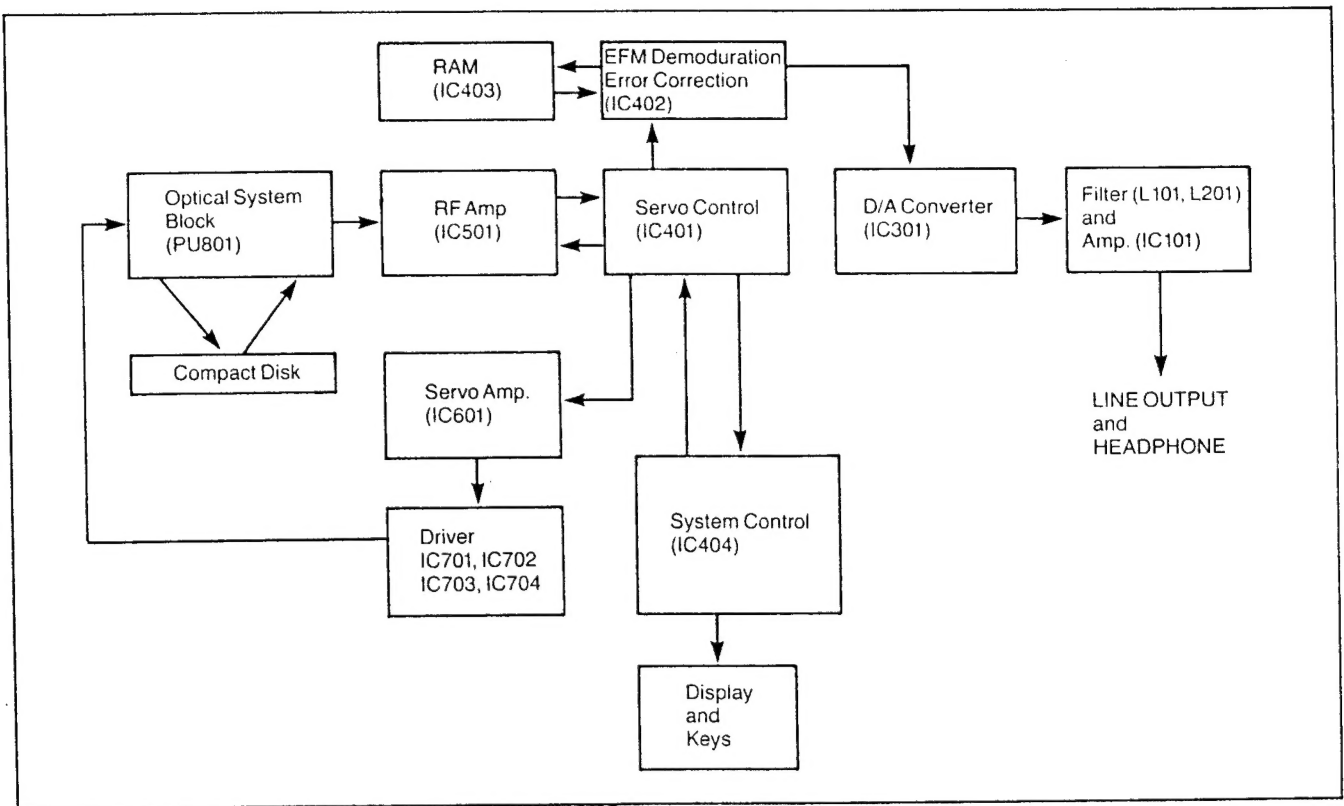 RAM
(IC403)
EFM Demoduration
Error Correction
(IC402)
Optical System
Block
(PU801)
RF Amp
(IC501)
Servo Control
(IC401)
D/A Converter
(IC301)
Filter (L101, L201)
and
Amp. (IC101)
Compact Disk
Servo Amp.
(IC601)
LINE OUTPUT
and
HEADPHONE
Driver
IC701, IC702
IC703, IC704
System Control
(IC404)
Display
and
Keys